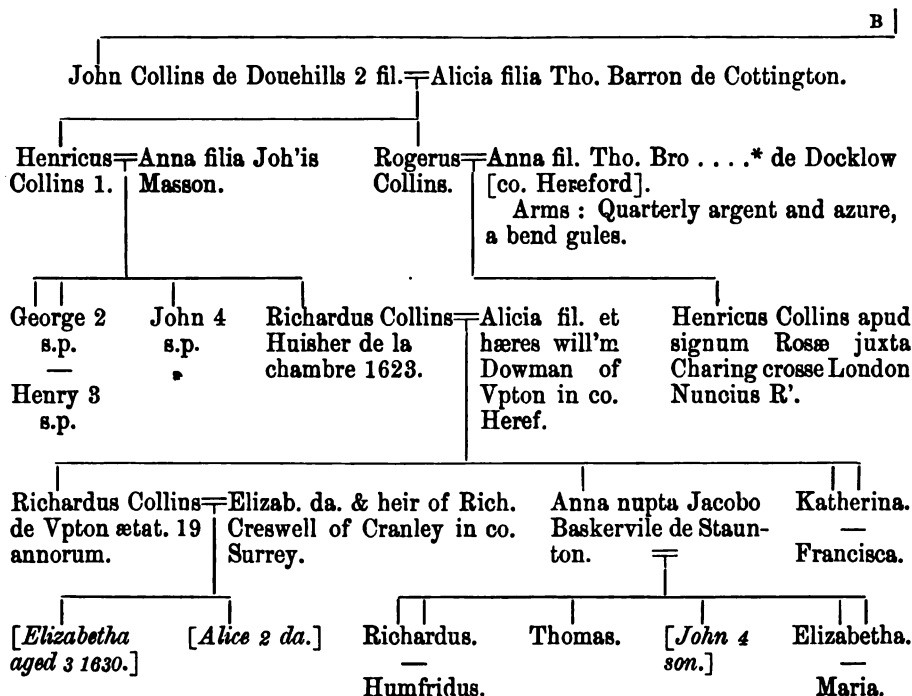 B
John Collins de Douehills 2 fil. Alicia filia Tho. Barron de Cottington.
Henricus
Collins 1.
Anna filia Joh'is
Masson.
Rogerus
Collins.
Anna fil. Tho. Bro . . . .* de Docklow
[co. Hereford].
Arms : Quarterly argent and azure,
a bend gules.
George 2
s.p.
—
Henry 3
s.p.
John 4
s.p.
Richardus Collins
Huisher de la
chambre 1623.
Alicia fil. et
hæres will'm
Dowman of
Vpton in co.
Heref.
Henricus Collins apud
signum Rosæ juxta
Charing crosse London
Nuncius R'.
Richardus Collins
de Vpton ætat. 19
annorum.
Elizab. da. & heir of Rich.
Creswell of Cranley in co.
Surrey.
Anna nupta Jacobo
Baskervile de Staun-
ton.
Katherina.
—
Francisca.
[Elizabetha
aged 3 1630.]
[Alice 2 da.]
Richardus.
—
Humfridus.
Thomas.
[John 4
son.]
Elizabetha.
—
Maria.